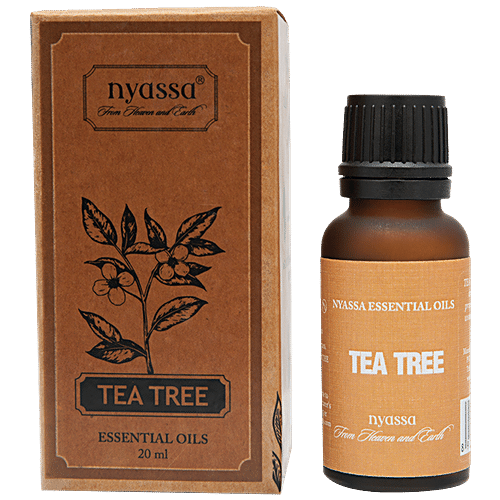 nyassa®
From Heaven and Earth
TEA TREE
ESSENTIAL OILS
20 ml
NYASSA ESSENTIAL OILS
TEA TREE
nyassa
From Heaven and Earth